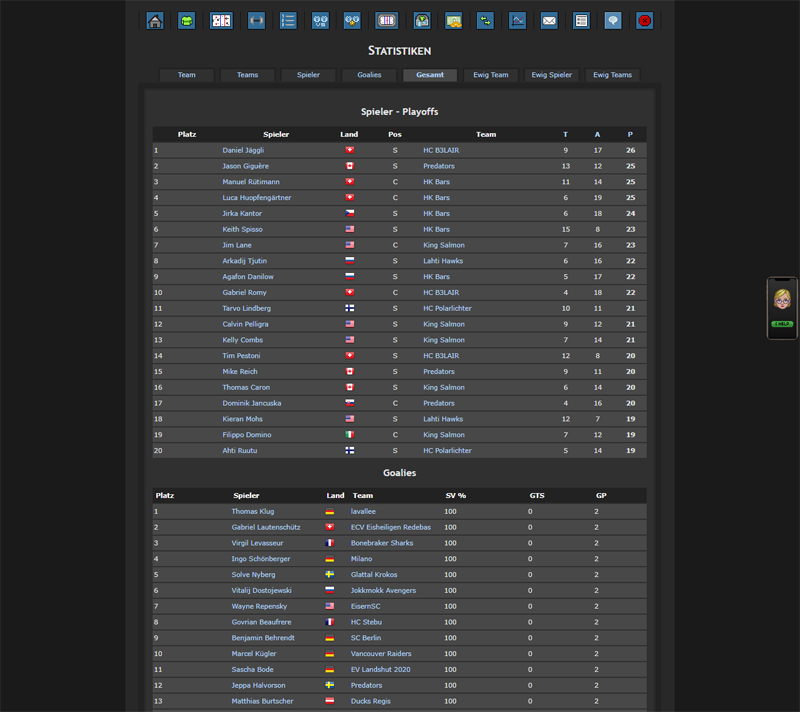 STATISTIKEN
Team Teams Spieler Goalies Gesamt Ewig Team Ewig Spieler Ewig Teams
Spieler - Playoffs
Platz Spieler Land Pos Team T A P
1 Daniel Jäggli S HC B3LAIR 9 17 26
2 Jason Giguère S Predators 13 12 25
3 Manuel Rütimann C HK Bars 11 14 25
4 Luca Huopfengärtner C HK Bars 6 19 25
5 Jirka Kantor S HK Bars 6 18 24
6 Keith Spisso S HK Bars 15 8 23
7 Jim Lane C King Salmon 7 16 23
8 Arkadij Tjutin S Lahti Hawks 6 16 22
9 Agafon Danilow S HK Bars 5 17 22
10 Gabriel Romy C HC B3LAIR 4 18 22
11 Tarvo Lindberg S HC Polarlichter 10 11 21
12 Calvin Pelligra S King Salmon 9 12 21
13 Kelly Combs S King Salmon 7 14 21
14 Tim Pestoni S HC B3LAIR 12 8 20
15 Mike Reich S Predators 9 11 20
16 Thomas Caron S King Salmon 6 14 20
17 Dominik Jancuska C Predators 4 16 20
18 Kieran Mohs S Lahti Hawks 12 7 19
19 Filippo Domino C King Salmon 7 12 19
20 Ahti Ruutu S HC Polarlichter 5 14 19
Goalies
Platz Spieler Land Team SV % GTS GP
1 Thomas Klug lavallee 100 0 2
2 Gabriel Lautenschütz ECV Eisheiligen Redebas 100 0 2
3 Virgil Levasseur Bonebraker Sharks 100 0 2
4 Ingo Schönberger Milano 100 0 2
5 Solve Nyberg Glattal Krokos 100 0 2
6 Vitalij Dostojewski Jokkmokk Avengers 100 0 2
7 Wayne Repensky EisernSC 100 0 2
8 Govrian Beaufrere HC Stebu 100 0 2
9 Benjamin Behrendt SC Berlin 100 0 2
10 Marcel Kügler Vancouver Raiders 100 0 2
11 Sascha Bode EV Landshut 2020 100 0 2
12 Jeppa Halvorson Predators 100 0 2
13 Matthias Burtscher Ducks Regis 100 0 2